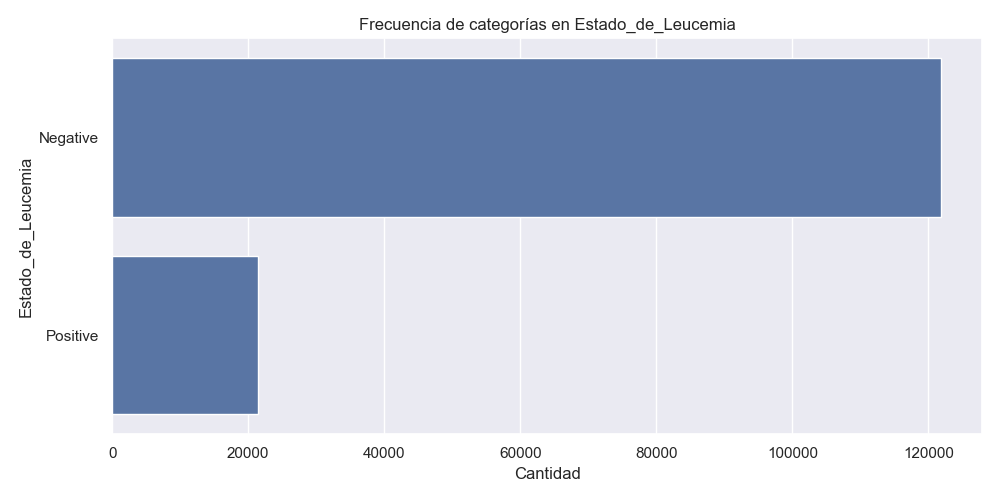 Frecuencia de categorías en Estado_de_Leucemia
Estado_de_Leucemia
Negative
Positive
0 20000 40000 60000 80000 100000 120000
Cantidad